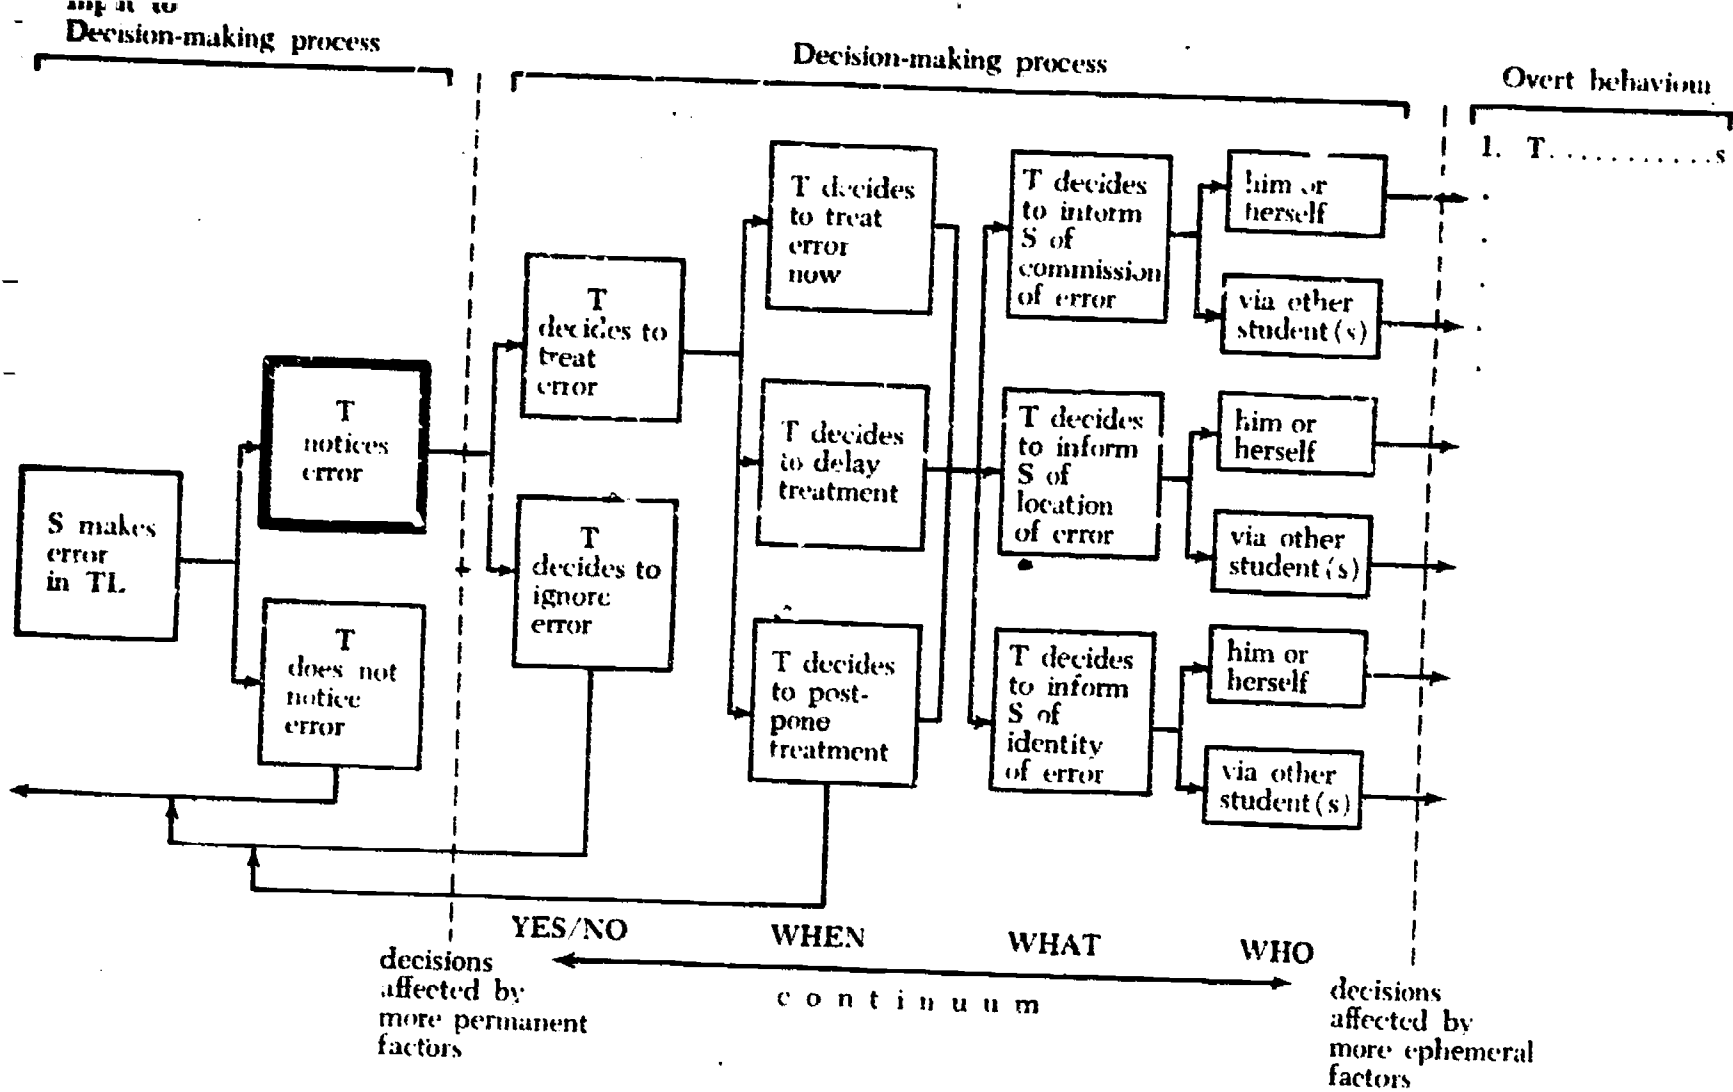 Input to
Decision-making process
Decision-making process
Overt behaviour
1. T............s
S makes
error
in TL
T
notices
error
T
does not
notice
error
T
decides to
treat
error
T
decides to
ignore
error
T decides
to treat
error
now
T decides
to delay
treatment
T decides
to post-
pone
treatment
T decides
to inform
S of
commission
of error
T decides
to inform
S of
location
of error
T decides
to inform
S of
identity
of error
him or
herself
via other
student(s)
him or
herself
via other
student(s)
him or
herself
via other
student(s)
YES/NO
WHEN
WHAT
WHO
continuum
decisions
affected by
more permanent
factors
decisions
affected by
more ephemeral
factors